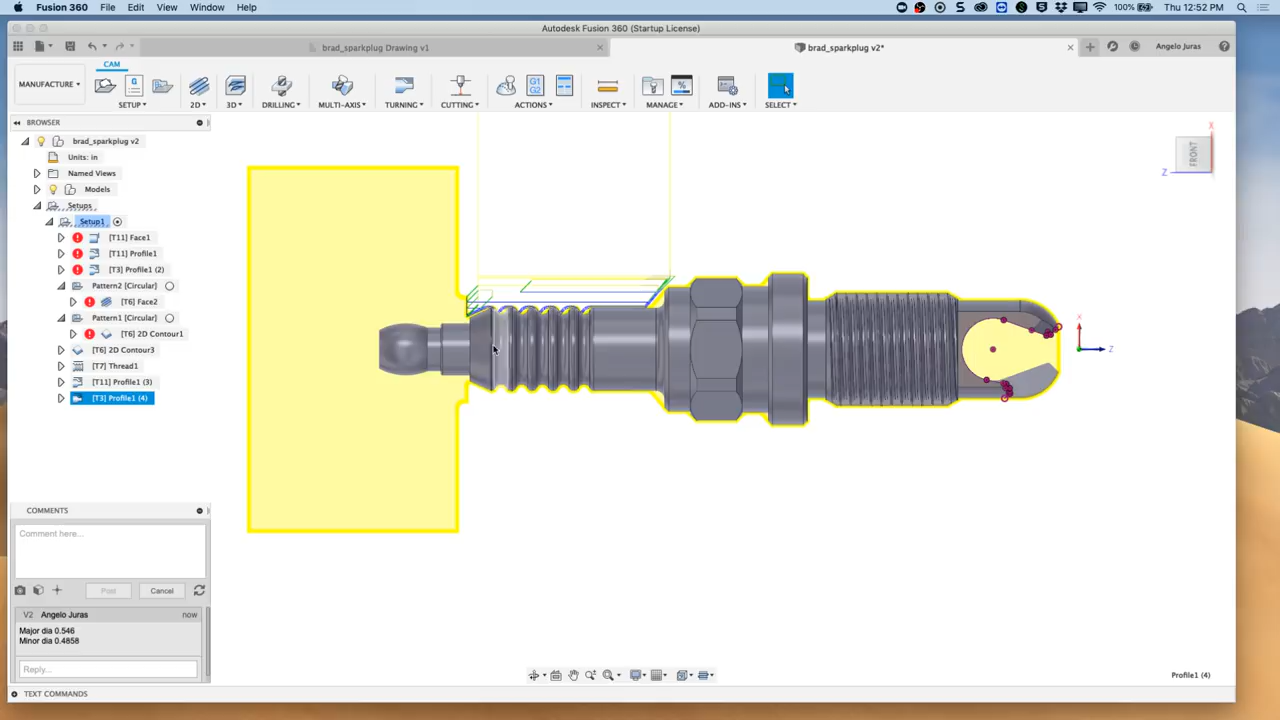 Fusion 360 File Edit View Window Help 100% Thu 12:52
Autodesk Fusion 360 (Startup License)
brad_sparkplug Drawing v1 brad_sparkplug v2* Angelo Juras
CAM
MANUFACTURE
G G1 G2 %
SETUP 2D 3D DRILLING MULTI-AXIS TURNING CUTTING ACTIONS INSPECT MANAGE ADD-INS SELECT
BROWSER
brad_sparkplug v2
Units: in
Named Views
Models
Setups
Setup1
[T11] Face1
[T11] Profile1
[T3] Profile1 (2)
Pattern2 [Circular]
[T6] Face2
Pattern1 [Circular]
[T6] 2D Contour1
[T6] 2D Contour3
[T7] Thread1
[T11] Profile1 (3)
[T3] Profile1 (4)
X
FRONT
Z
X
Z
COMMENTS
Comment here...
Post Cancel
V2 Angelo Juras now
Major dia 0.546
Minor dia 0.4858
Reply...
Profile1 (4)
TEXT COMMANDS